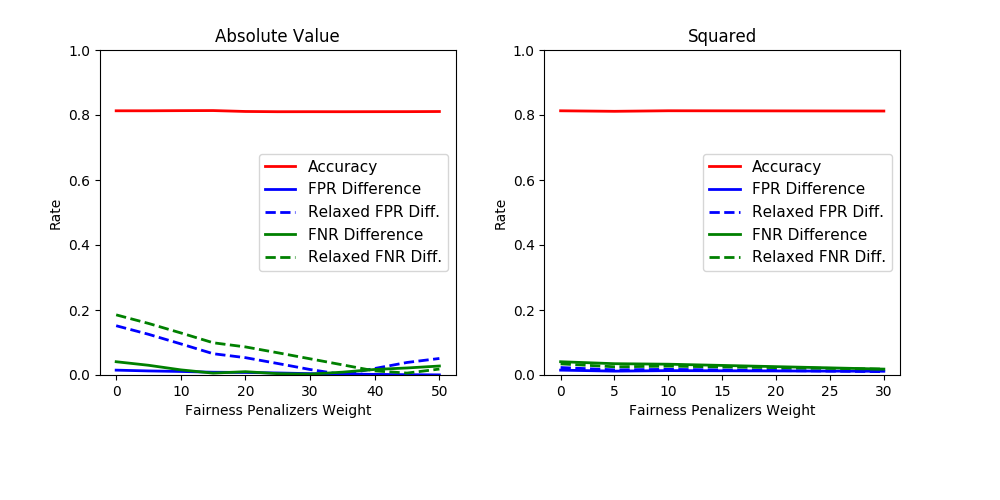 Absolute Value
1.0
0.8
0.6
0.4
0.2
0.0
Rate
Accuracy
FPR Difference
Relaxed FPR Diff.
FNR Difference
Relaxed FNR Diff.
0 10 20 30 40 50
Fairness Penalizers Weight
Squared
1.0
0.8
0.6
0.4
0.2
0.0
Rate
Accuracy
FPR Difference
Relaxed FPR Diff.
FNR Difference
Relaxed FNR Diff.
0 5 10 15 20 25 30
Fairness Penalizers Weight